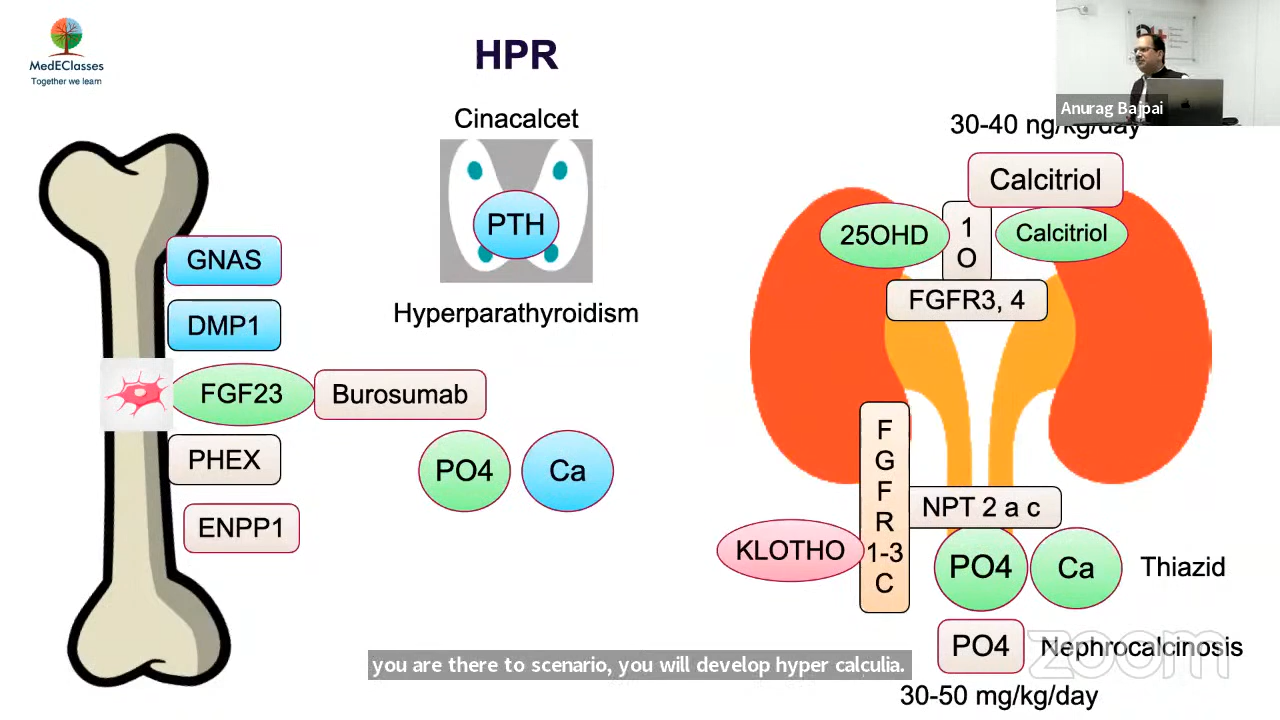 MedEClasses
Together we learn
HPR
Anurag Bajpai
Cinacalcet
PTH
Hyperparathyroidism
GNAS
DMP1
FGF23
Burosumab
PHEX
ENPP1
PO4
Ca
30-40 ng/kg/day
Calcitriol
25OHD
1
O
Calcitriol
FGFR3, 4
F
G
F
R
1-3
C
NPT 2 a c
KLOTHO
PO4
Ca
Thiazid
PO4
Nephrocalcinosis
zoom
30-50 mg/kg/day
you are there to scenario, you will develop hyper calculia.